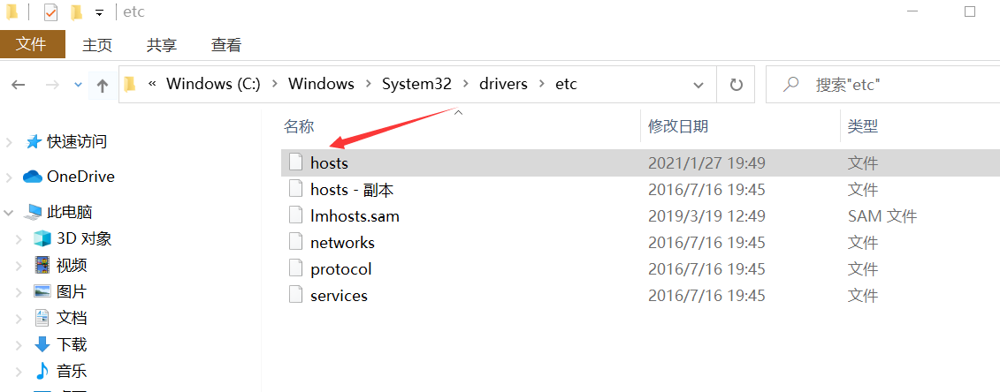 etc
文件 主页 共享 查看
« Windows (C:) › Windows › System32 › drivers › etc 搜索"etc"
名称 修改日期 类型
快速访问
OneDrive
此电脑
3D 对象
视频
图片
文档
下载
音乐
hosts 2021/1/27 19:49 文件
hosts - 副本 2016/7/16 19:45 文件
lmhosts.sam 2019/3/19 12:49 SAM 文件
networks 2016/7/16 19:45 文件
protocol 2016/7/16 19:45 文件
services 2016/7/16 19:45 文件